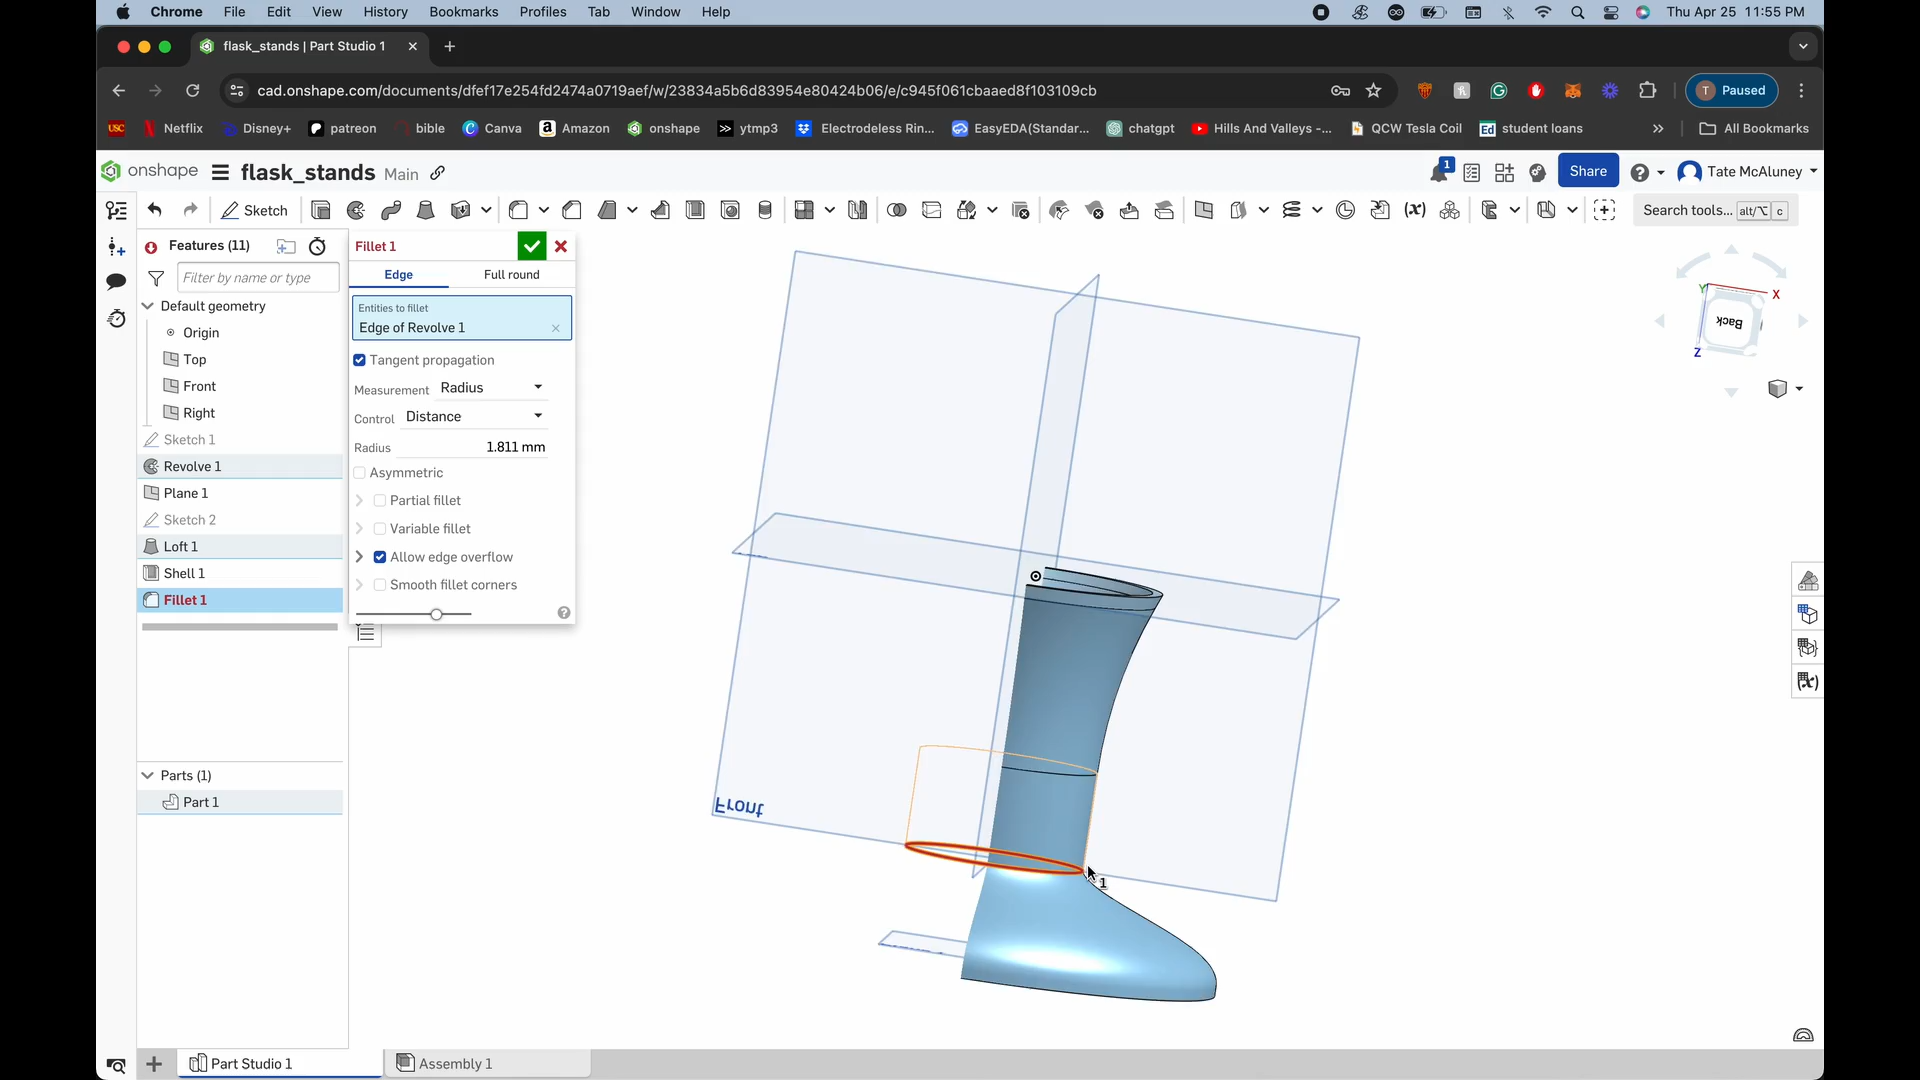 Chrome File Edit View History Bookmarks Profiles Tab Window Help Thu Apr 25 11:55 PM
flask_stands | Part Studio 1
cad.onshape.com/documents/dfef17e254fd2474a0719aef/w/23834a5b6d83954e80424b06/e/c945f061cbaaed8f103109cb T Paused
USC Netflix Disney+ patreon bible Canva Amazon onshape ytmp3 Electrodeless Rin... EasyEDA(Standar... chatgpt Hills And Valleys -... QCW Tesla Coil Ed student loans » All Bookmarks
onshape flask_stands Main 1 Share Tate McAluney
Sketch Search tools... alt/⌥ c
Features (11)
Filter by name or type
Default geometry
Origin
Top
Front
Right
Sketch 1
Revolve 1
Plane 1
Sketch 2
Loft 1
Shell 1
Fillet 1
Parts (1)
Part 1
Fillet 1
Edge Full round
Entities to fillet
Edge of Revolve 1
Tangent propagation
Measurement Radius
Control Distance
Radius 1.811 mm
Asymmetric
Partial fillet
Variable fillet
Allow edge overflow
Smooth fillet corners
Y X
Back
Z
Front
1
Part Studio 1 Assembly 1